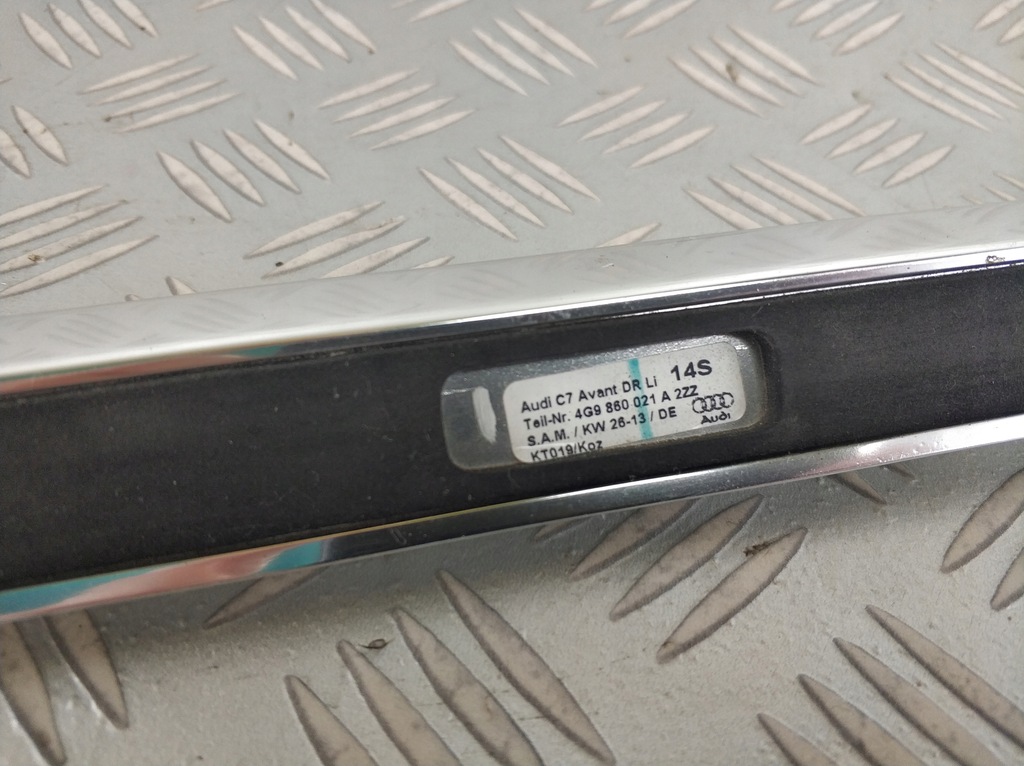 Audi C7 Avant DR Li 14S
Teil-Nr. 4G9 860 021 A 2ZZ
S.A.M. / KW 26-13 / DE
Audi
KT019/Koz